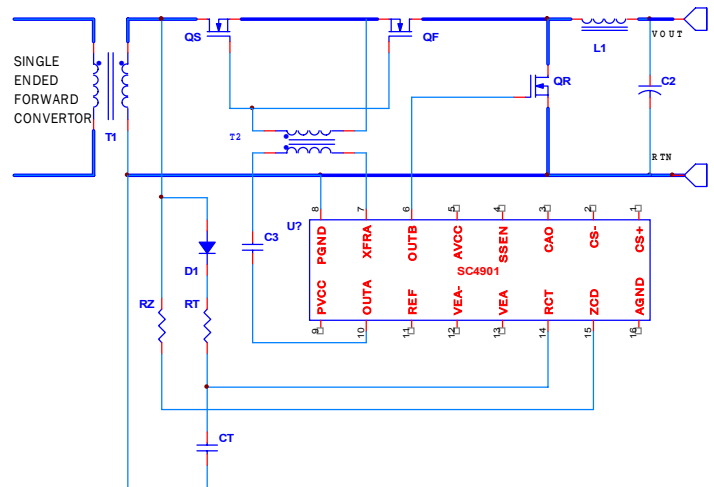 QS
QF
VOUT
L1
SINGLE
ENDED
FORWARD
CONVERTOR
T1
QR
C2
T2
RTN
8
7
6
5
4
3
2
1
U?
PGND
XFRA
OUTB
AVCC
SSEN
CAO
CS-
CS+
C3
SC4901
D1
PVCC
OUTA
REF
VEA-
VEA
RCT
ZCD
AGND
RZ
RT
9
10
11
12
13
14
15
16
CT